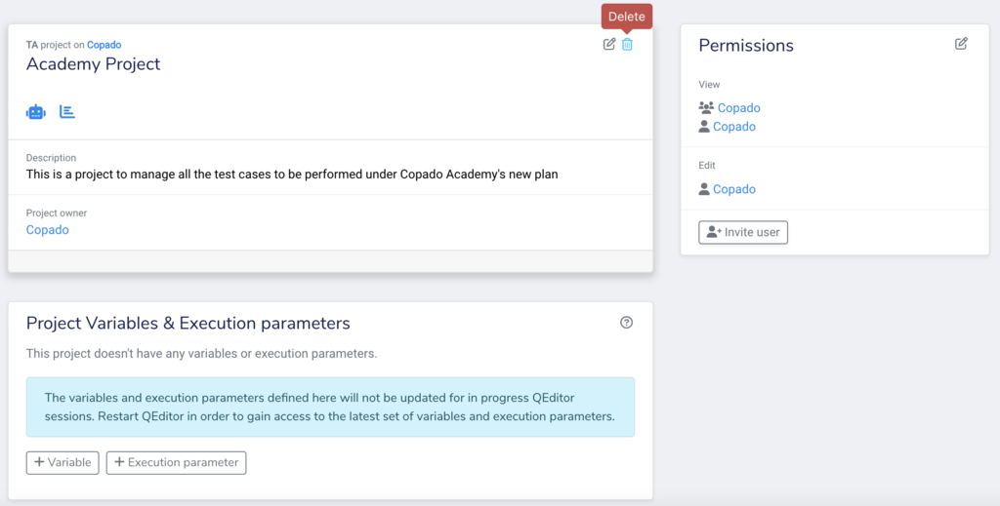 Delete
TA project on Copado
Academy Project
Description
This is a project to manage all the test cases to be performed under Copado Academy's new plan
Project owner
Copado
Permissions
View
Copado
Copado
Edit
Copado
Invite user
Project Variables & Execution parameters
This project doesn't have any variables or execution parameters.
The variables and execution parameters defined here will not be updated for in progress QEditor
sessions. Restart QEditor in order to gain access to the latest set of variables and execution parameters.
+ Variable + Execution parameter